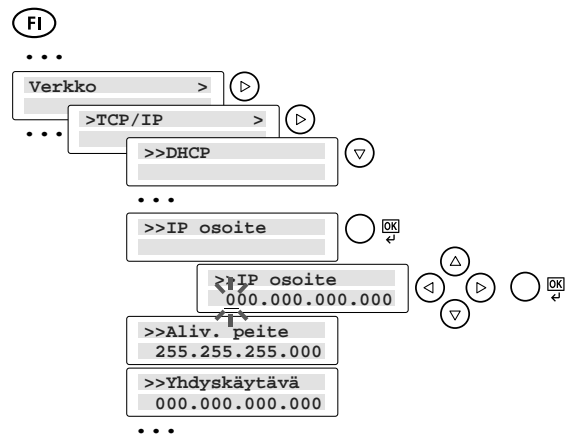 FI
...
Verkko >
... >TCP/IP >
>>DHCP
...
>>IP osoite
OK
>>IP osoite
000.000.000.000
OK
>>Aliv. peite
255.255.255.000
>>Yhdyskäytävä
000.000.000.000
...